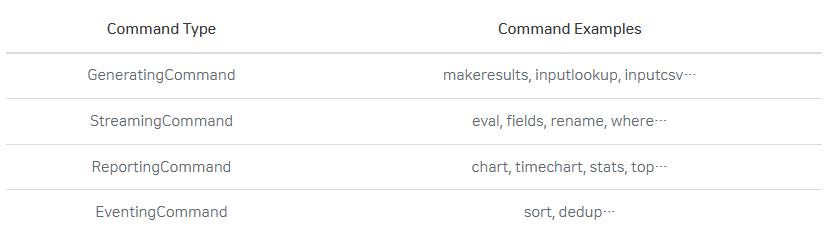 Command Type Command Examples
GeneratingCommand makeresults, inputlookup, inputcsv⋯
StreamingCommand eval, fields, rename, where⋯
ReportingCommand chart, timechart, stats, top⋯
EventingCommand sort, dedup⋯